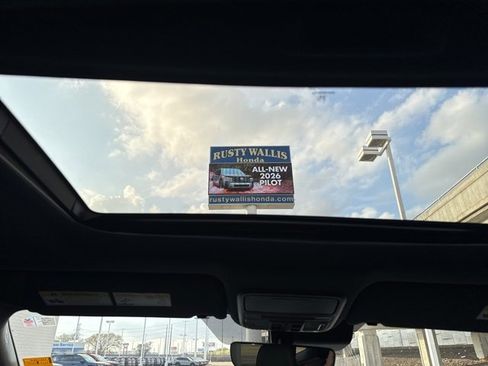 RUSTY WALLIS
Honda
ALL-NEW
2026
PILOT
rustywallishonda.com